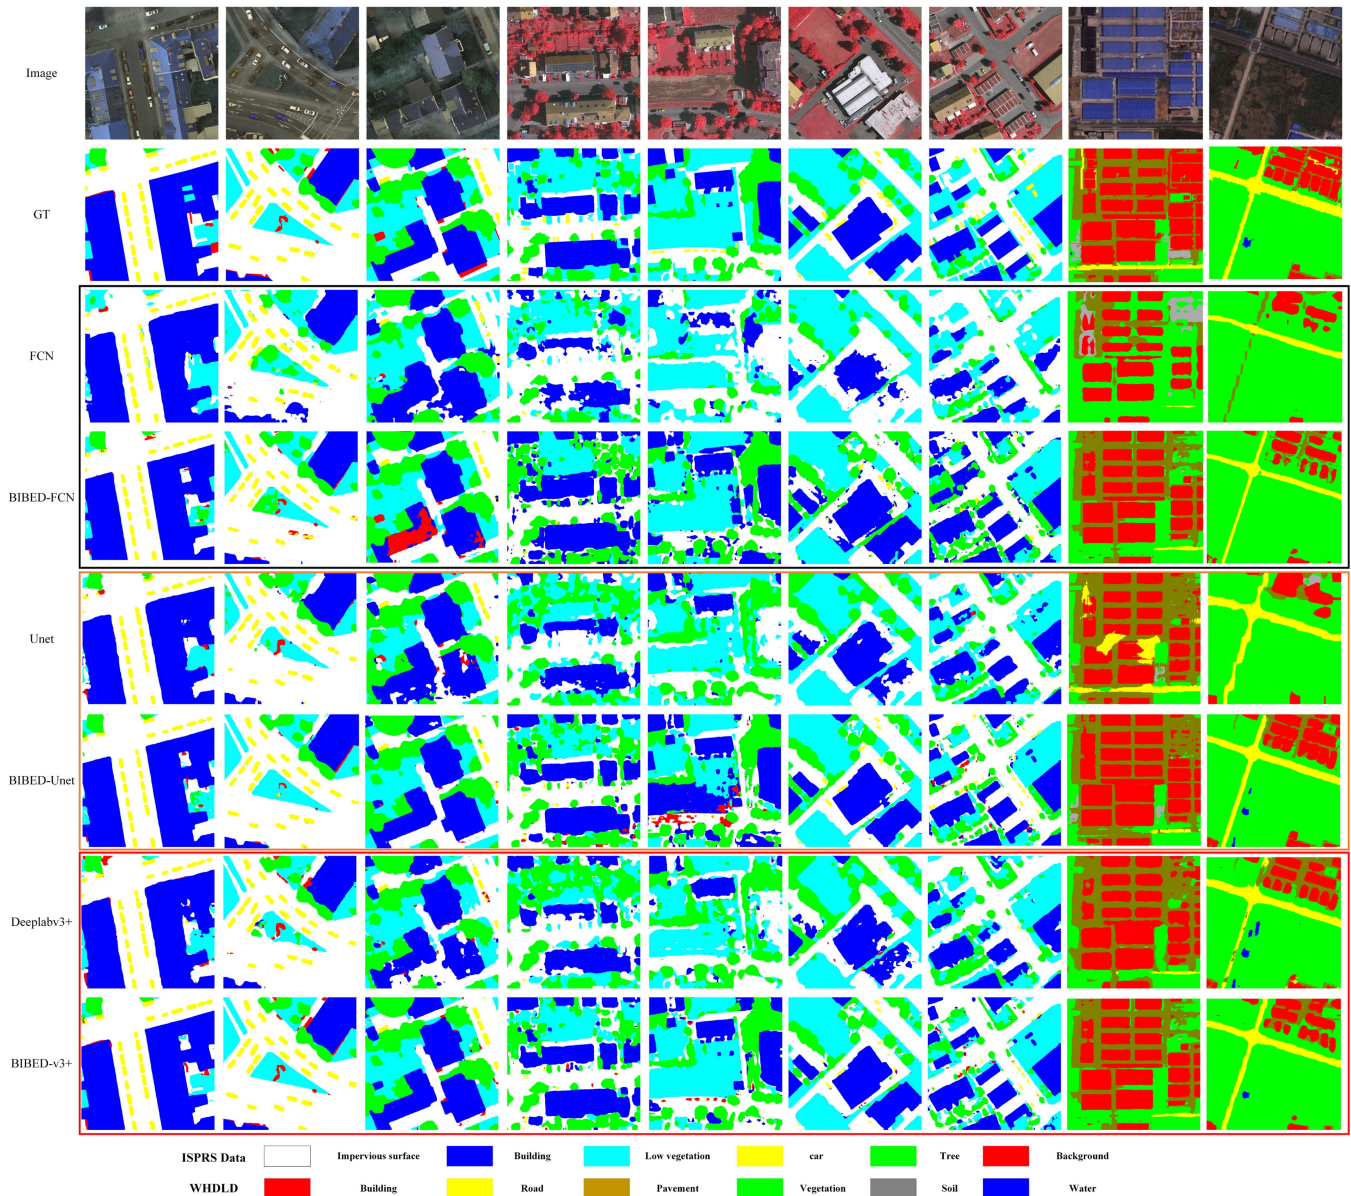 Image
GT
FCN
BIBED-FCN
Unet
BIBED-Unet
Deeplabv3+
BIBED-v3+
ISPRS Data Impervious surface Building Low vegetation car Tree Background
WHDLD Building Road Pavement Vegetation Soil Water